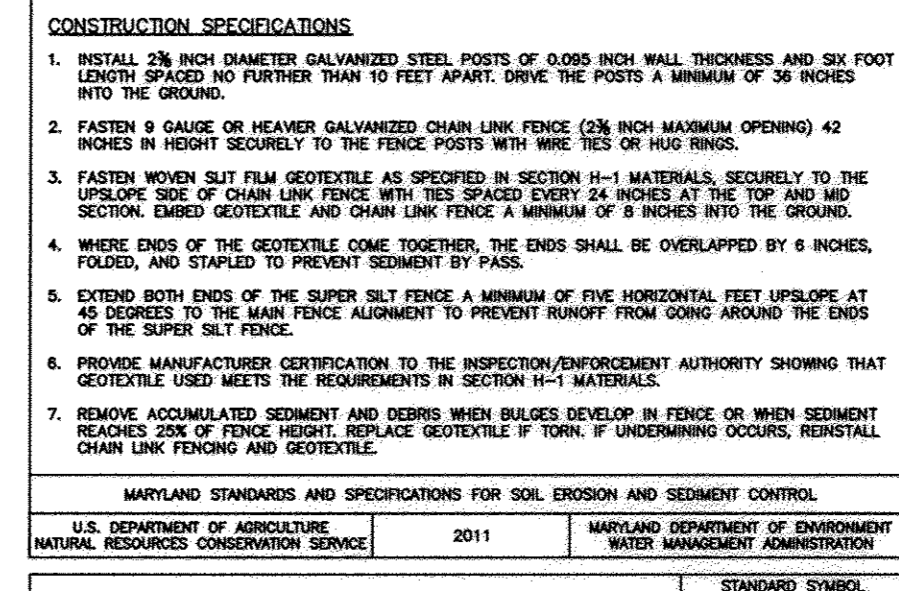 CONSTRUCTION SPECIFICATIONS
1. INSTALL 2⅜ INCH DIAMETER GALVANIZED STEEL POSTS OF 0.095 INCH WALL THICKNESS AND SIX FOOT
LENGTH SPACED NO FURTHER THAN 10 FEET APART. DRIVE THE POSTS A MINIMUM OF 36 INCHES
INTO THE GROUND.
2. FASTEN 9 GAUGE OR HEAVIER GALVANIZED CHAIN LINK FENCE (2⅜ INCH MAXIMUM OPENING) 42
INCHES IN HEIGHT SECURELY TO THE FENCE POSTS WITH WIRE TIES OR HUG RINGS.
3. FASTEN WOVEN SLIT FILM GEOTEXTILE AS SPECIFIED IN SECTION H-1 MATERIALS, SECURELY TO THE
UPSLOPE SIDE OF CHAIN LINK FENCE WITH TIES SPACED EVERY 24 INCHES AT THE TOP AND MID
SECTION. EMBED GEOTEXTILE AND CHAIN LINK FENCE A MINIMUM OF 8 INCHES INTO THE GROUND.
4. WHERE ENDS OF THE GEOTEXTILE COME TOGETHER, THE ENDS SHALL BE OVERLAPPED BY 6 INCHES,
FOLDED, AND STAPLED TO PREVENT SEDIMENT BY PASS.
5. EXTEND BOTH ENDS OF THE SUPER SILT FENCE A MINIMUM OF FIVE HORIZONTAL FEET UPSLOPE AT
45 DEGREES TO THE MAIN FENCE ALIGNMENT TO PREVENT RUNOFF FROM GOING AROUND THE ENDS
OF THE SUPER SILT FENCE.
6. PROVIDE MANUFACTURER CERTIFICATION TO THE INSPECTION/ENFORCEMENT AUTHORITY SHOWING THAT
GEOTEXTILE USED MEETS THE REQUIREMENTS IN SECTION H-1 MATERIALS.
7. REMOVE ACCUMULATED SEDIMENT AND DEBRIS WHEN BULGES DEVELOP IN FENCE OR WHEN SEDIMENT
REACHES 25% OF FENCE HEIGHT. REPLACE GEOTEXTILE IF TORN. IF UNDERMINING OCCURS, REINSTALL
CHAIN LINK FENCING AND GEOTEXTILE.
MARYLAND STANDARDS AND SPECIFICATIONS FOR SOIL EROSION AND SEDIMENT CONTROL
U.S. DEPARTMENT OF AGRICULTURE
NATURAL RESOURCES CONSERVATION SERVICE
2011
MARYLAND DEPARTMENT OF ENVIRONMENT
WATER MANAGEMENT ADMINISTRATION
STANDARD SYMBOL